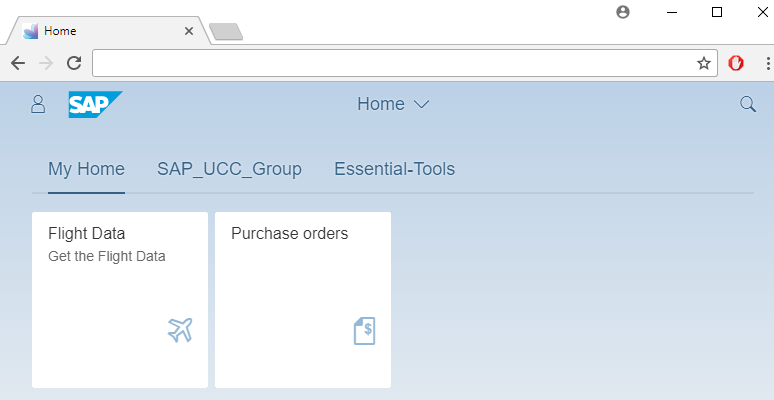 Home
SAP
Home
My Home SAP_UCC_Group Essential-Tools
Flight Data
Get the Flight Data
Purchase orders
$